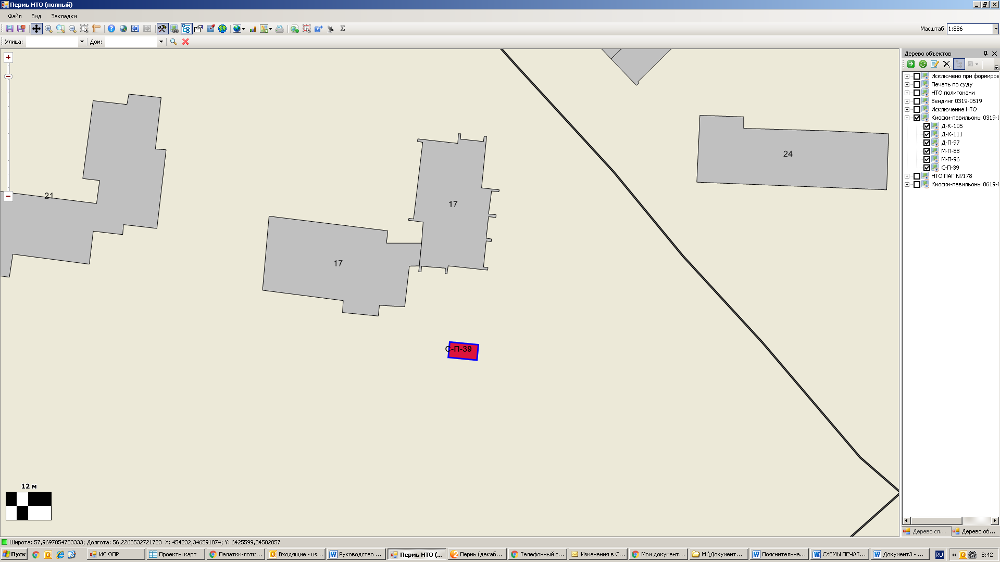 Пермь НТО (полный)
Файл Вид Закладки
Масштаб 1:886
Улица: Дом:
Дерево объектов
Исключено при формиров
Печать по суду
НТО полигонами
Вендинг 0319-0519
Исключение НТО
Киоски-павильоны 0319-0
Д-К-105
Д-К-111
Д-П-97
М-П-88
М-П-96
С-П-39
НТО ПАГ №178
Киоски-павильоны 0619-0
24
21
17
17
С-П-39
12 м
Дерево сл... Дерево об...
Широта: 57,9697054753333; Долгота: 56,2263532721723 X: 454232,346591874; Y: 6425599,34502857
Пуск ИС ОПР Проекты карт Палатки-лотк... Входящие - us... Руководство ... Пермь НТО (... Пермь (декаб... Телефонный с... Изменения в С... Мои документ... М:\Документ... Пояснительна... СХЕМЫ ПЕЧАТ... Документ3 - ... RU « 8:42